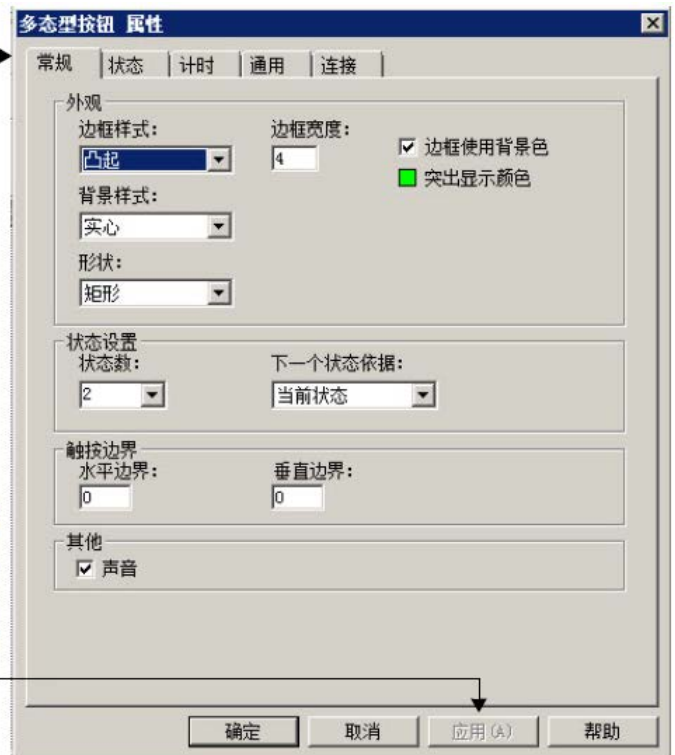 多态型按钮 属性
常规 状态 计时 通用 连接
外观
边框样式: 边框宽度:
凸起 4 边框使用背景色
突出显示颜色
背景样式:
实心
形状:
矩形
状态设置
状态数: 下一个状态依据:
2 当前状态
触按边界
水平边界: 垂直边界:
0 0
其他
声音
确定 取消 应用(A) 帮助